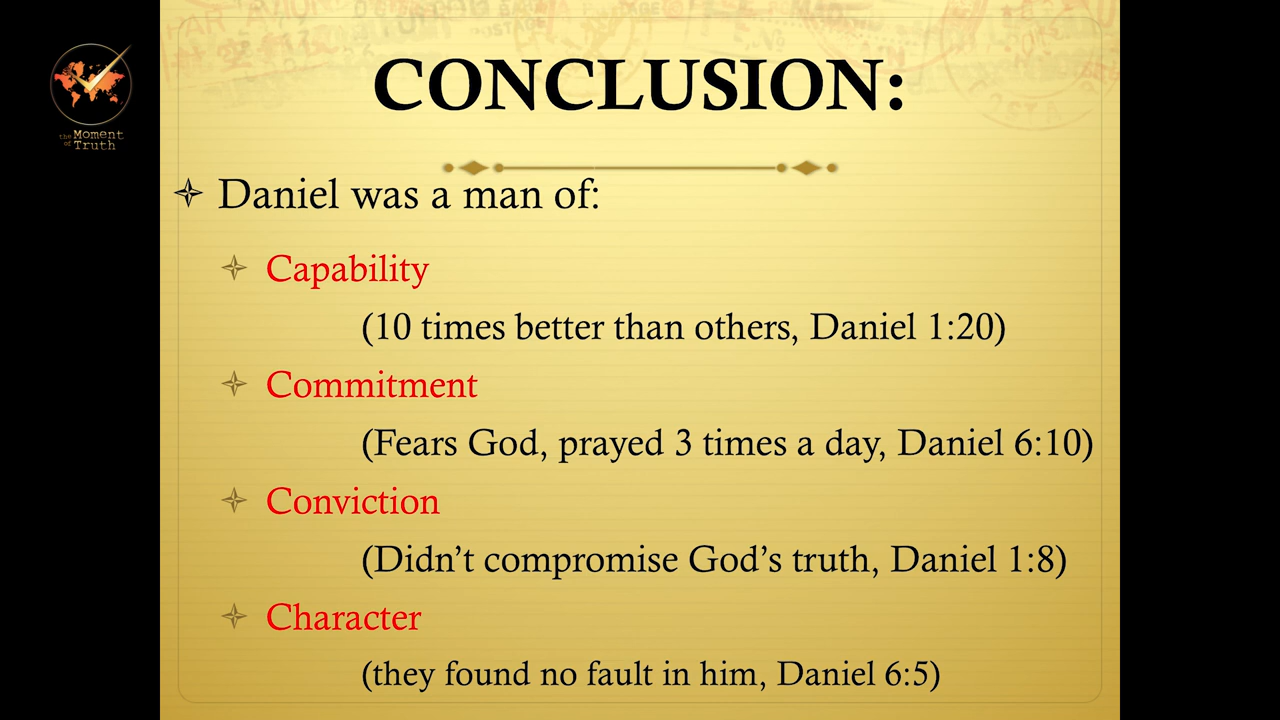 the Moment
of Truth
CONCLUSION:
Daniel was a man of:
Capability
(10 times better than others, Daniel 1:20)
Commitment
(Fears God, prayed 3 times a day, Daniel 6:10)
Conviction
(Didn’t compromise God’s truth, Daniel 1:8)
Character
(they found no fault in him, Daniel 6:5)